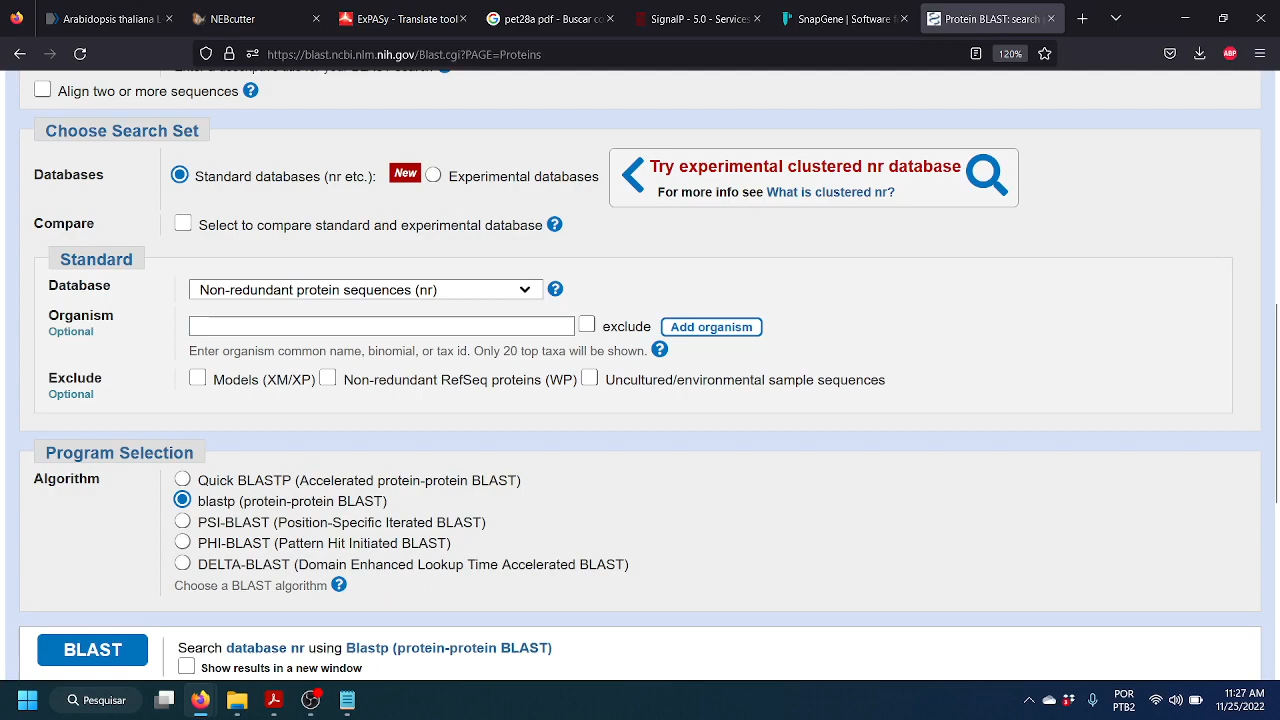 Arabidopsis thaliana L
NEBcutter
ExPASy - Translate tool
pet28a pdf - Buscar co
SignalP - 5.0 - Services
SnapGene | Software
Protein BLAST: sear
https://blast.ncbi.nlm.nih.gov/Blast.cgi?PAGE=Proteins
120%
ABP
Align two or more sequences
Choose Search Set
Databases
Standard databases (nr etc.):
New
Experimental databases
Try experimental clustered nr database
For more info see What is clustered nr?
Compare
Select to compare standard and experimental database
Standard
Database
Non-redundant protein sequences (nr)
Organism
Optional
exclude
Add organism
Enter organism common name, binomial, or tax id. Only 20 top taxa will be shown.
Exclude
Optional
Models (XM/XP)
Non-redundant RefSeq proteins (WP)
Uncultured/environmental sample sequences
Program Selection
Algorithm
Quick BLASTP (Accelerated protein-protein BLAST)
blastp (protein-protein BLAST)
PSI-BLAST (Position-Specific Iterated BLAST)
PHI-BLAST (Pattern Hit Initiated BLAST)
DELTA-BLAST (Domain Enhanced Lookup Time Accelerated BLAST)
Choose a BLAST algorithm
BLAST
Search database nr using Blastp (protein-protein BLAST)
Show results in a new window
Pesquisar
POR
PTB2
11:27 AM
11/25/2022